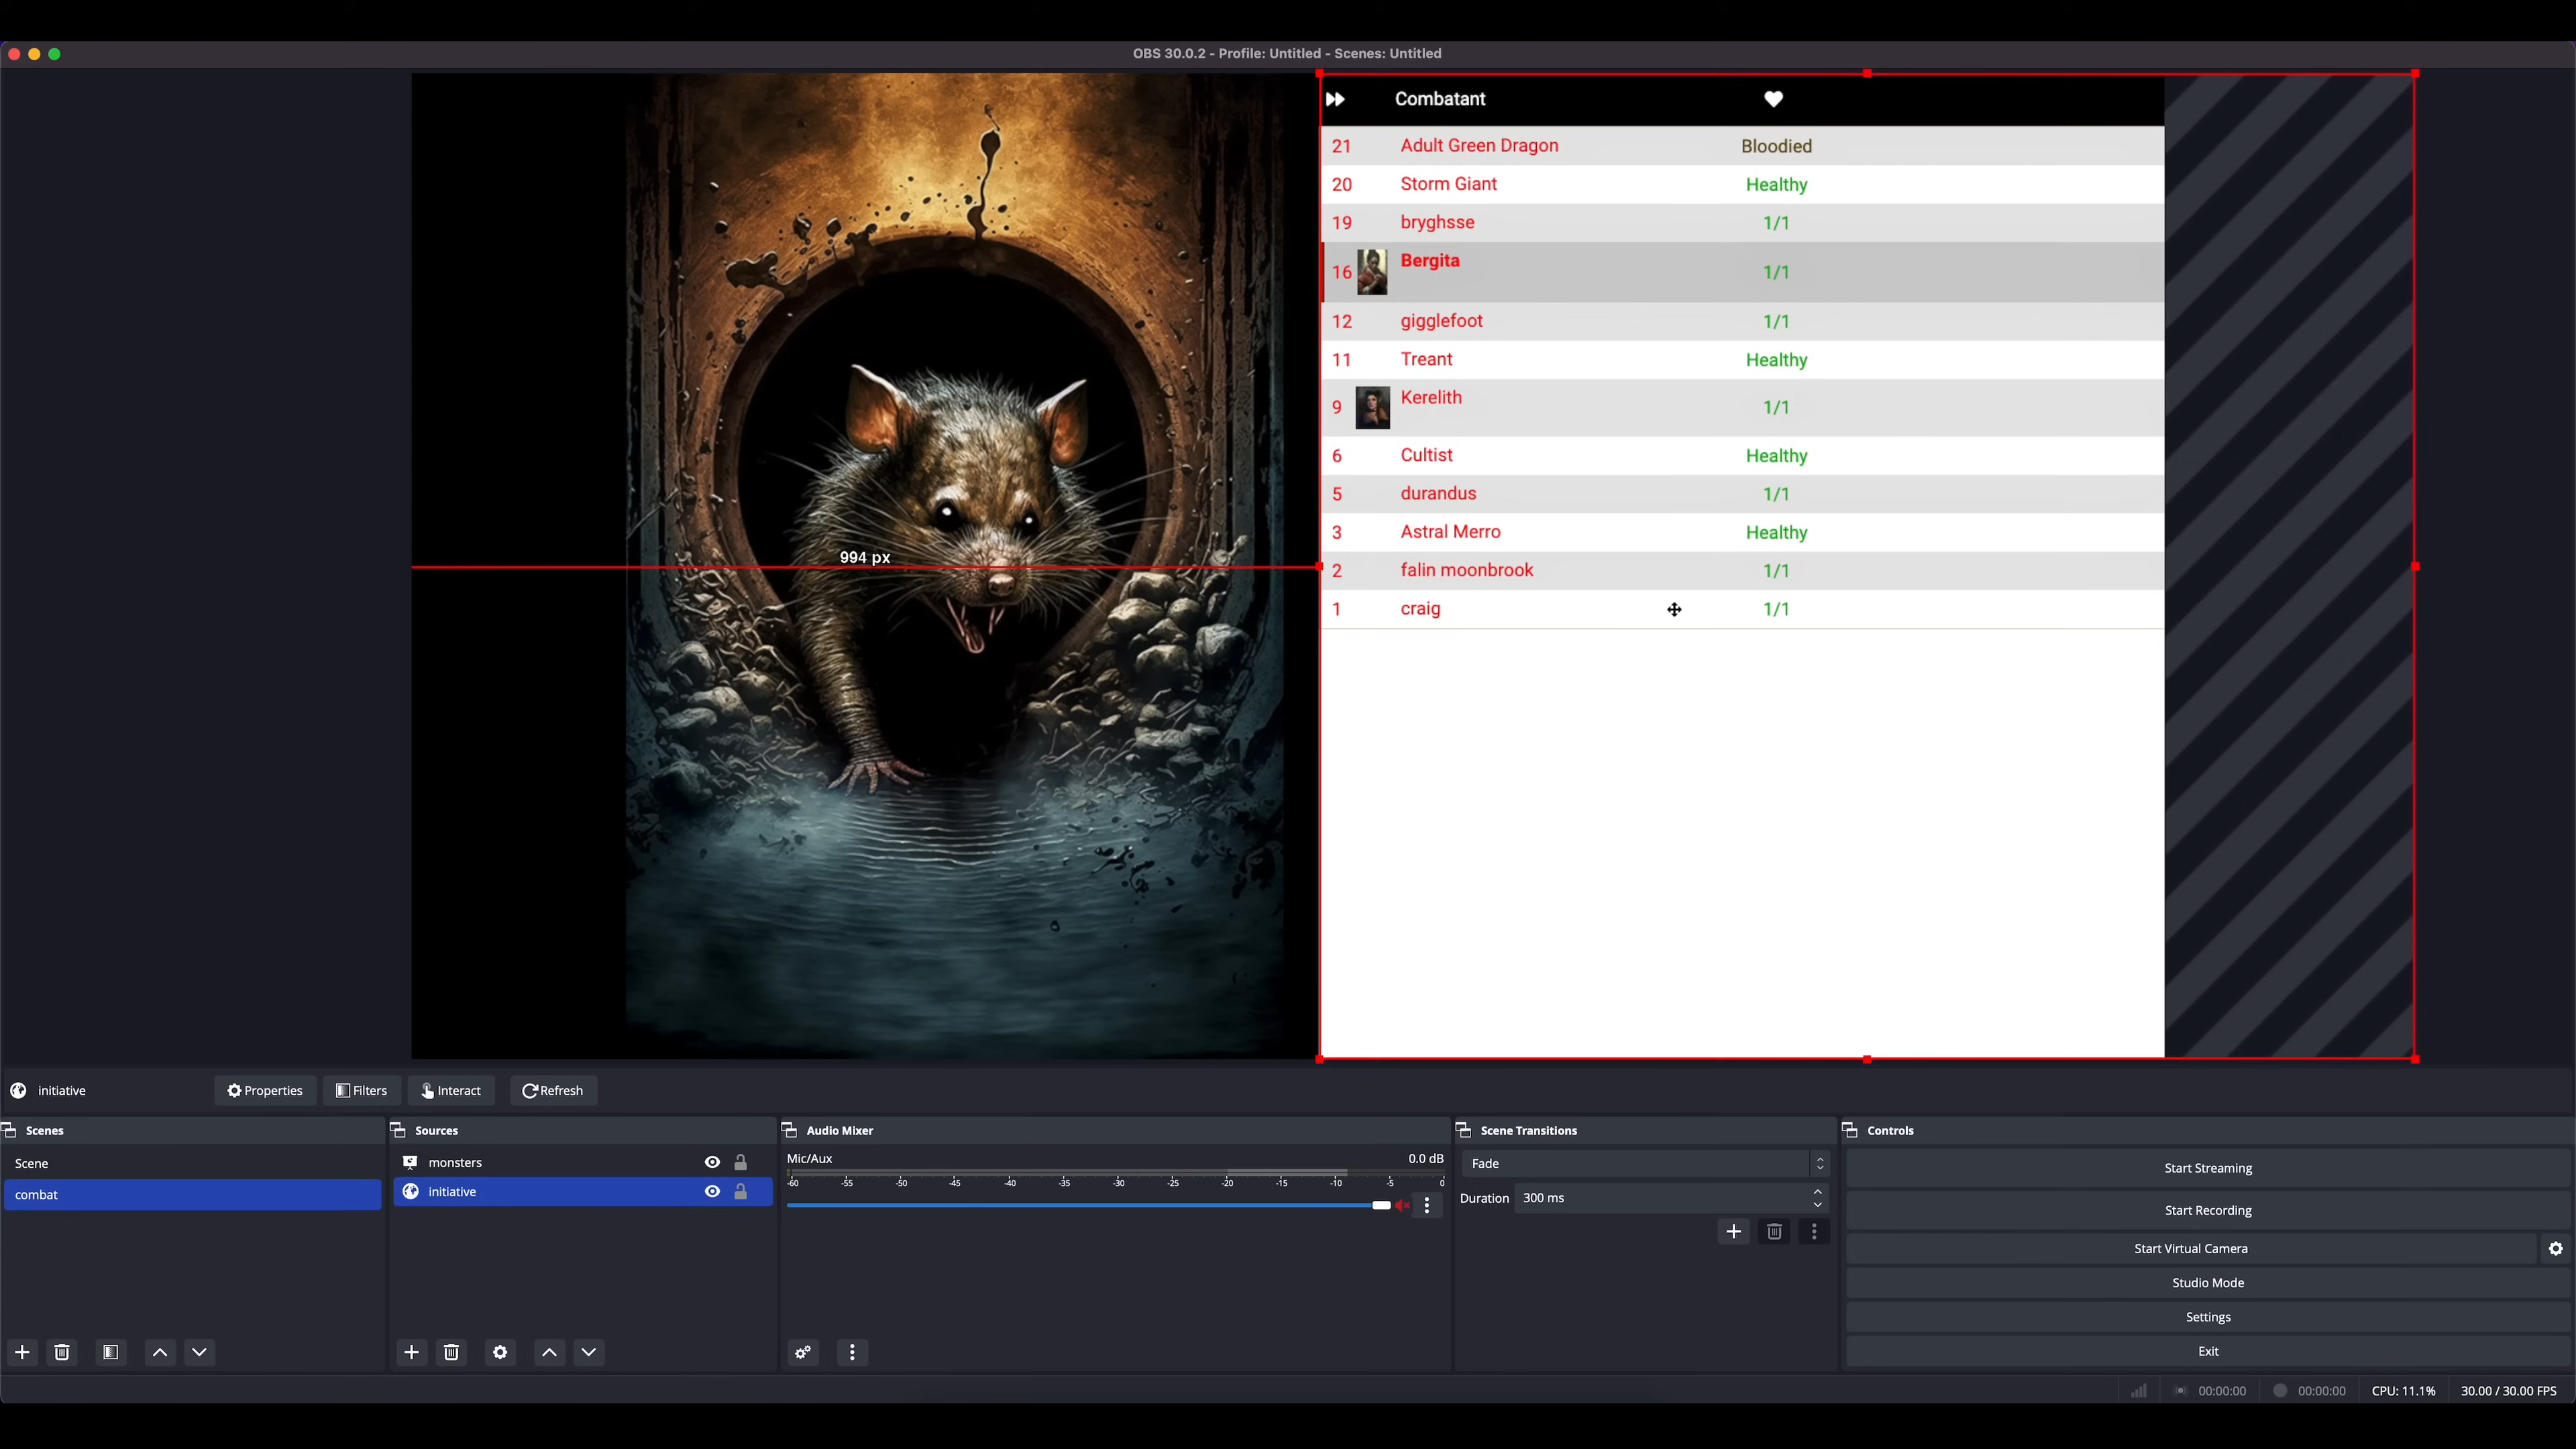 OBS 30.0.2 - Profile: Untitled - Scenes: Untitled
Combatant
21 Adult Green Dragon Bloodied
20 Storm Giant Healthy
19 bryghsse 1/1
16 Bergita 1/1
12 gigglefoot 1/1
11 Treant Healthy
9 Kerelith 1/1
6 Cultist Healthy
5 durandus 1/1
3 Astral Merro Healthy
2 falin moonbrook 1/1
1 craig 1/1
994 px
initiative Properties Filters Interact Refresh
Scenes
Scene
combat
Sources
monsters
initiative
Audio Mixer
Mic/Aux 0.0 dB
-60 -55 -50 -45 -40 -35 -30 -25 -20 -15 -10 -5 0
Scene Transitions
Fade
Duration 300 ms
Controls
Start Streaming
Start Recording
Start Virtual Camera
Studio Mode
Settings
Exit
00:00:00 00:00:00 CPU: 11.1% 30.00 / 30.00 FPS